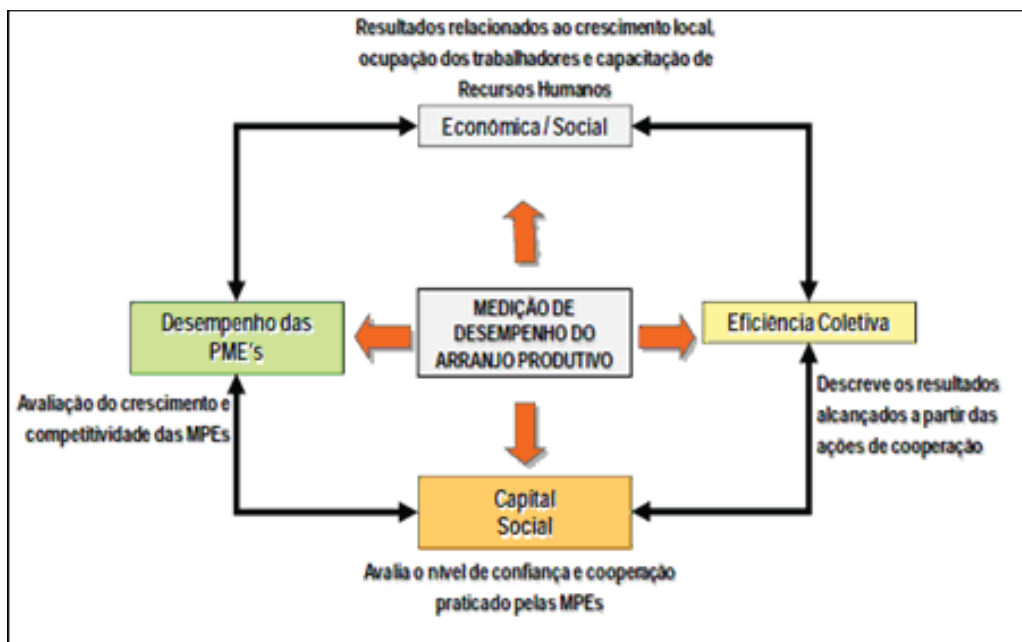 Resultados relacionados ao crescimento local,
ocupação dos trabalhadores e capacitação de
Recursos Humanos
Econômica / Social
Desempenho das
PME's
MEDIÇÃO DE
DESEMPENHO DO
ARRANJO PRODUTIVO
Eficiência Coletiva
Avaliação do crescimento e
competitividade das MPEs
Descreve os resultados
alcançados a partir das
ações de cooperação
Capital
Social
Avalia o nível de confiança e cooperação
praticado pelas MPEs